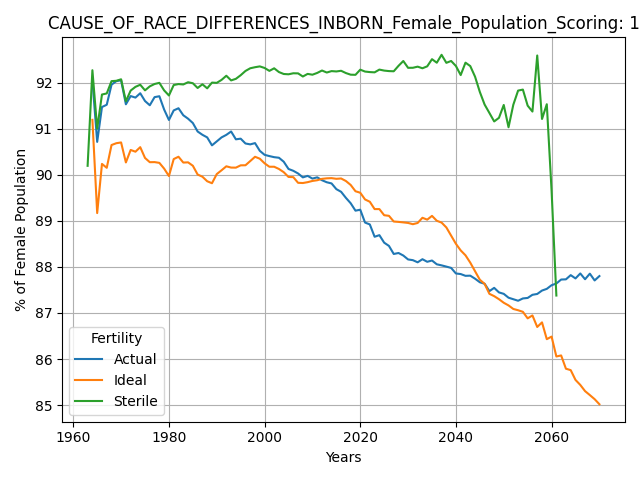 CAUSE_OF_RACE_DIFFERENCES_INBORN_Female_Population_Scoring: 1
% of Female Population
92
91
90
89
88
87
86
85
Fertility
Actual
Ideal
Sterile
1960 1980 2000 2020 2040 2060
Years